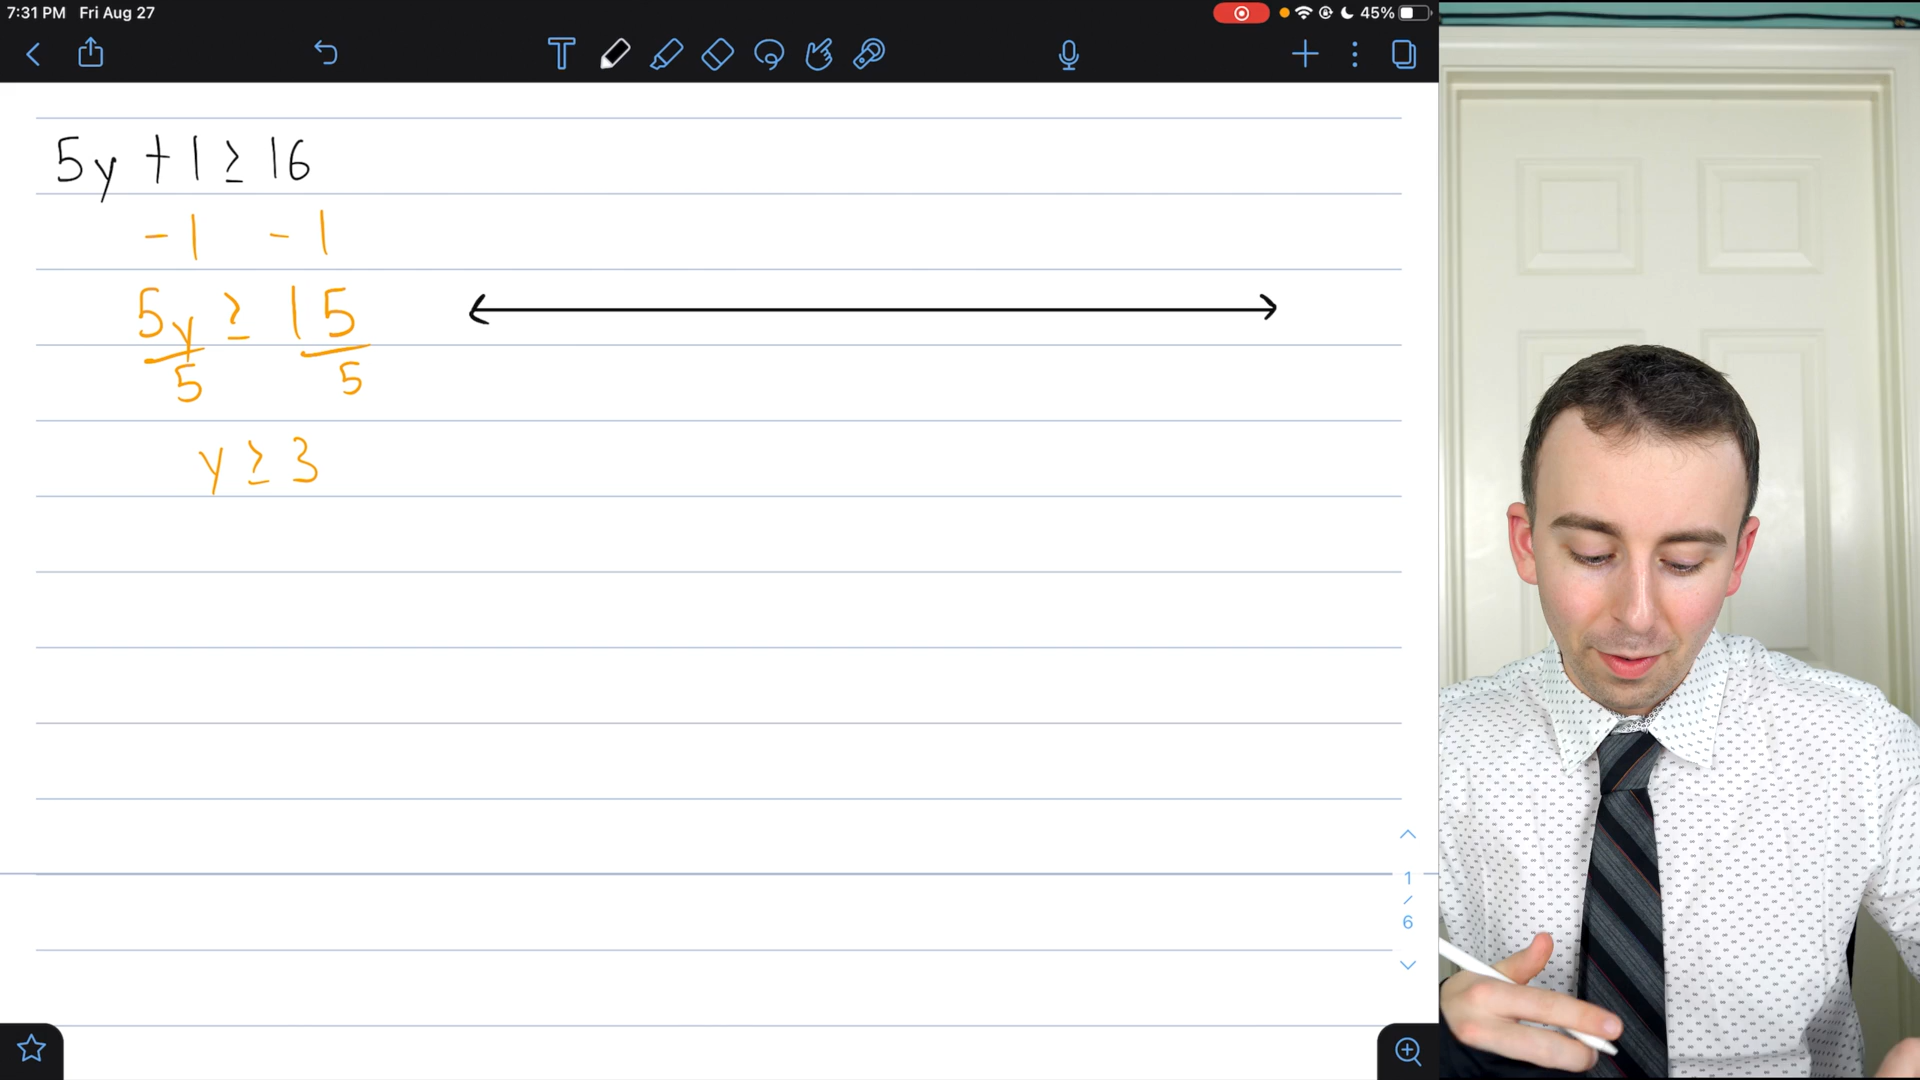 7:31 PM Fri Aug 27
45%
5y + 1 ≥ 16
- 1 - 1
5y ≥ 15
5 5
y ≥ 3
1
/
6